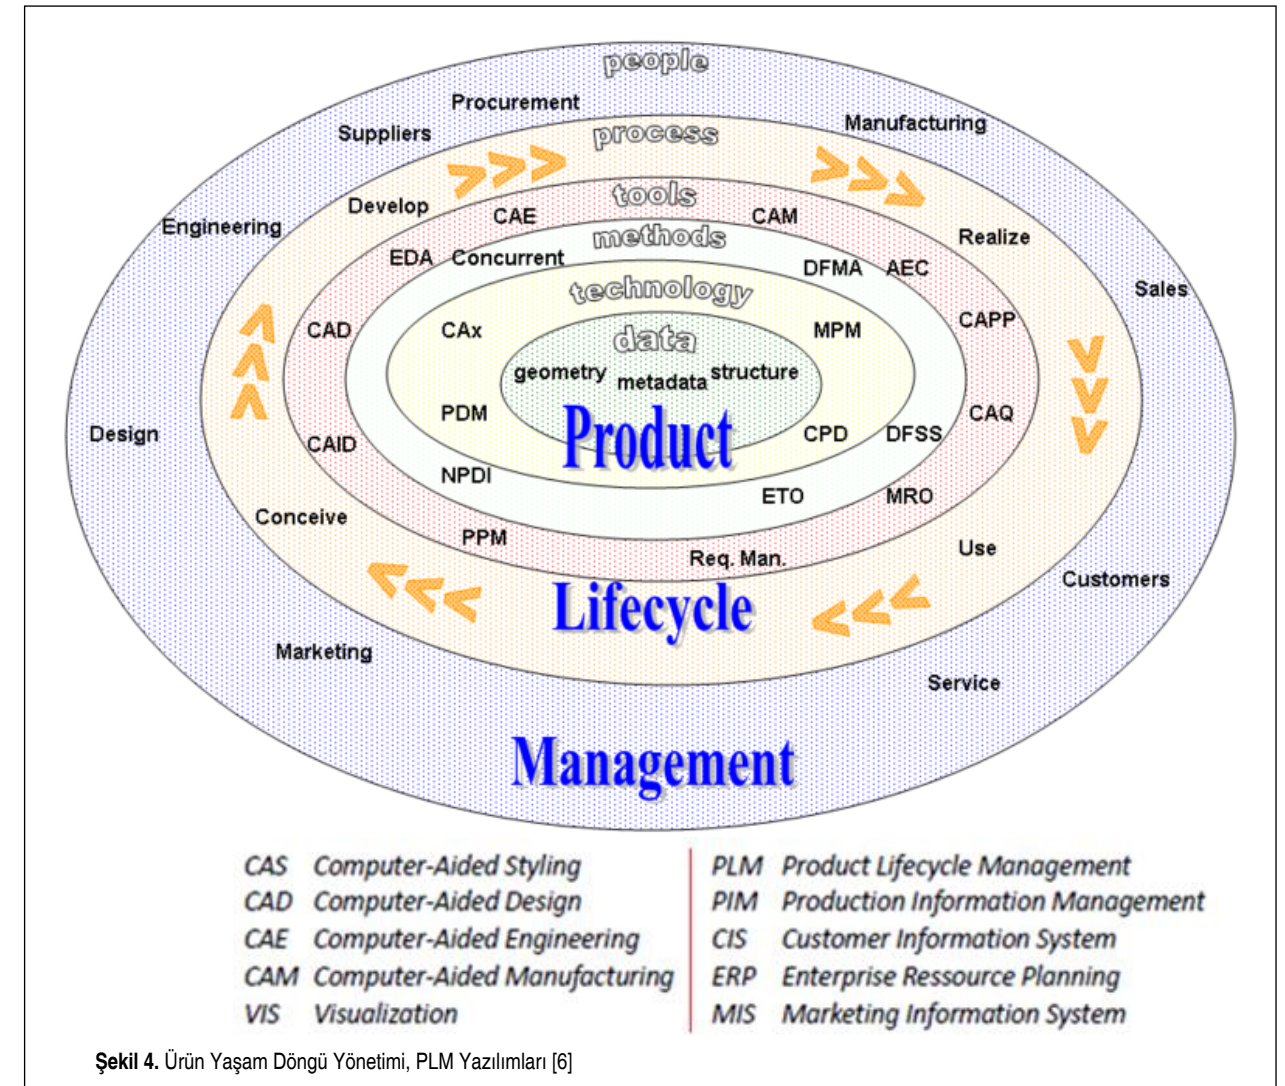 people
Procurement
Manufacturing
Suppliers
process
Develop
tools
CAE
CAM
Engineering
Realize
methods
EDA
Concurrent
DFMA
AEC
Sales
technology
CAD
CAx
MPM
CAPP
data
geometry
metadata
structure
PDM
Product
CPD
DFSS
CAQ
Design
CAID
NPDI
ETO
MRO
Conceive
PPM
Req. Man.
Use
Customers
Lifecycle
Marketing
Service
Management
CAS Computer-Aided Styling
CAD Computer-Aided Design
CAE Computer-Aided Engineering
CAM Computer-Aided Manufacturing
VIS Visualization
PLM Product Lifecycle Management
PIM Production Information Management
CIS Customer Information System
ERP Enterprise Ressource Planning
MIS Marketing Information System
Şekil 4. Ürün Yaşam Döngü Yönetimi, PLM Yazılımları [6]